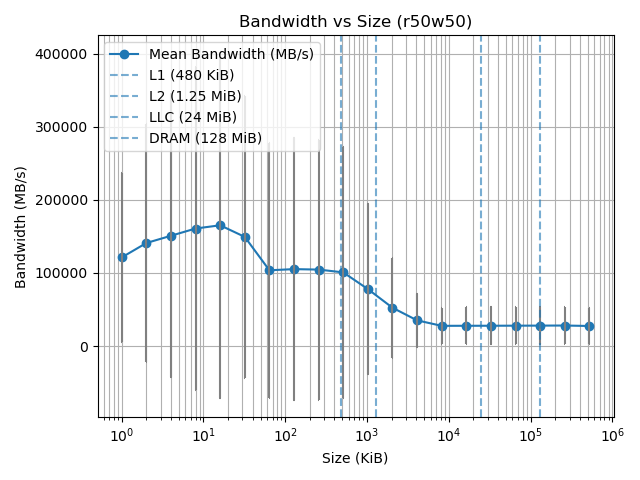 Bandwidth vs Size (r50w50)
400000
300000
200000
100000
0
Bandwidth (MB/s)
Mean Bandwidth (MB/s)
L1 (480 KiB)
L2 (1.25 MiB)
LLC (24 MiB)
DRAM (128 MiB)
10⁰ 10¹ 10² 10³ 10⁴ 10⁵ 10⁶
Size (KiB)